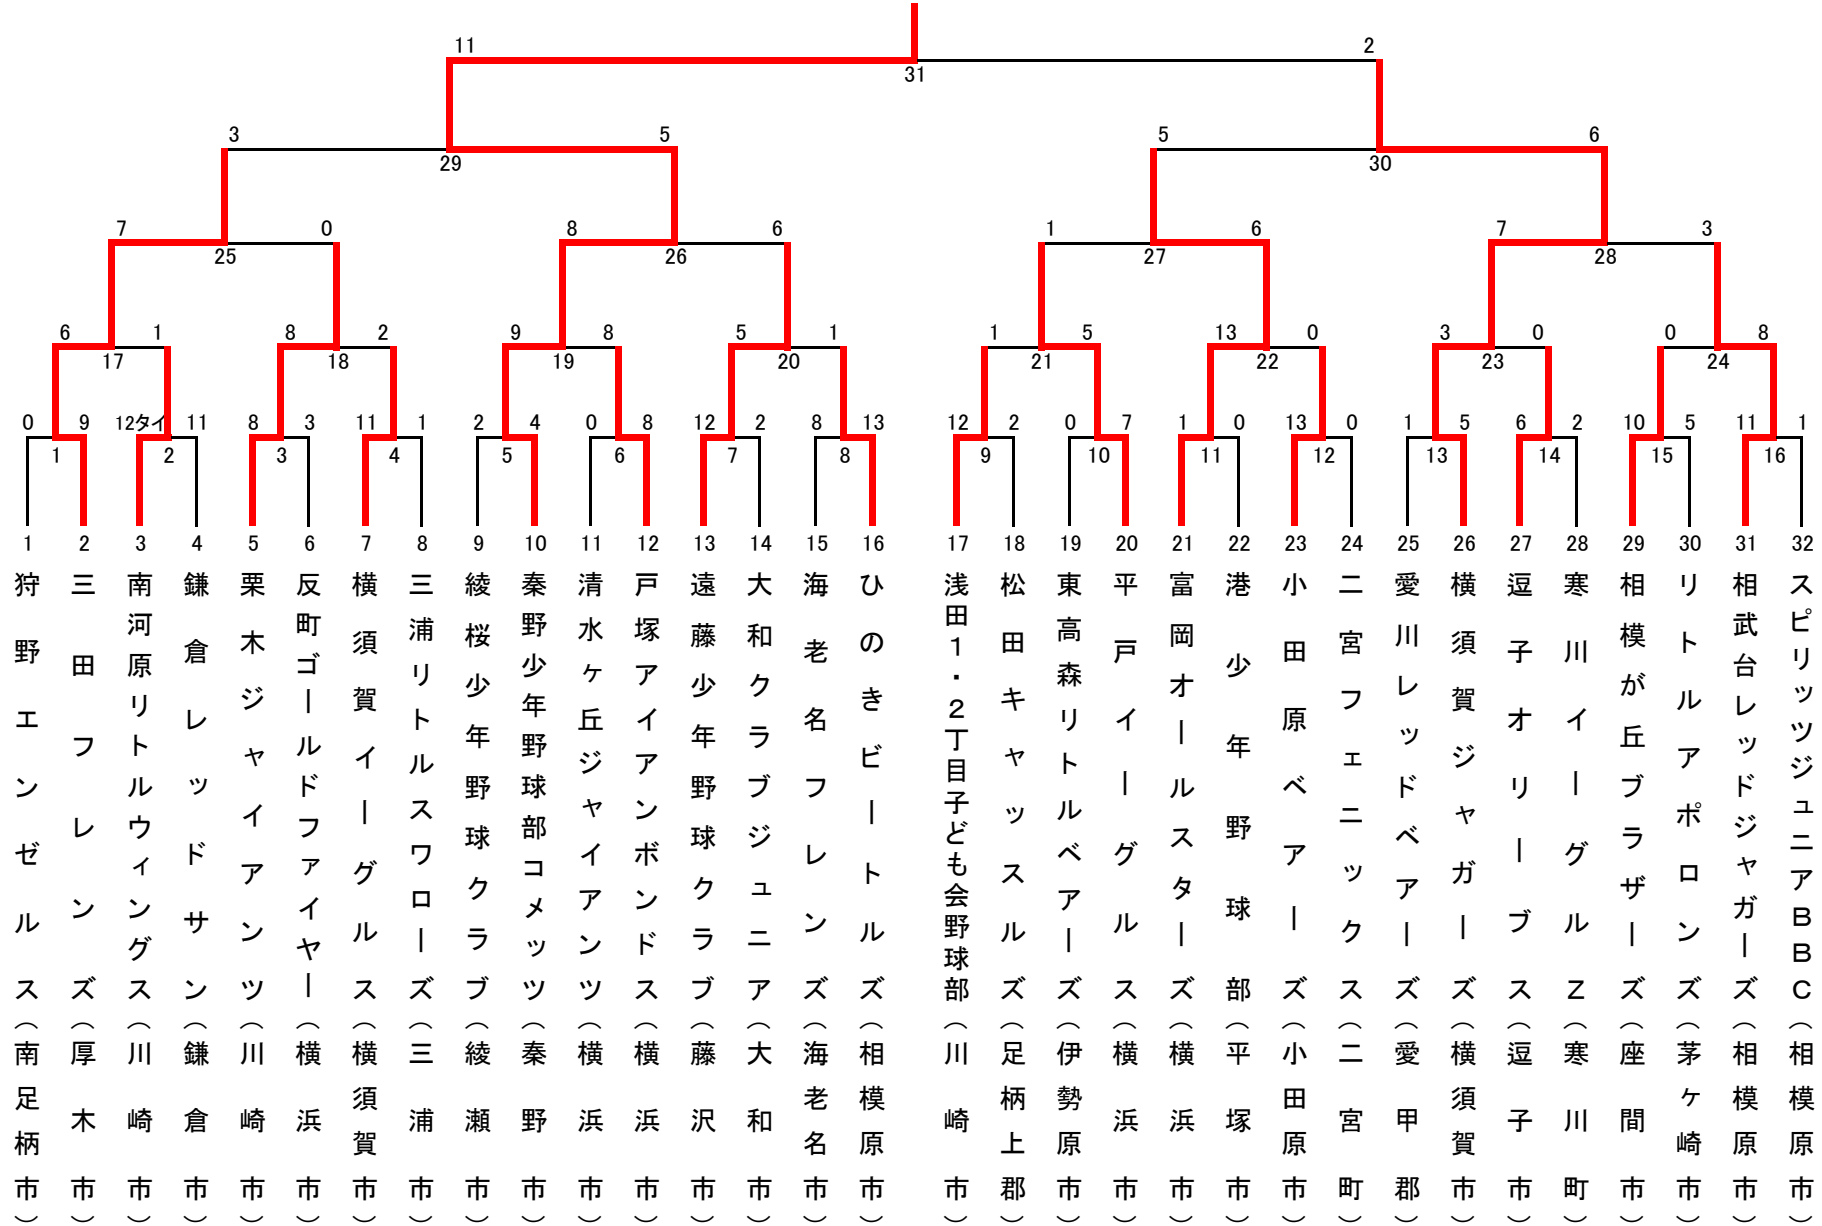 11 2
31
3 5 5 6
29 30
7 0 8 6 1 6 7 3
25 26 27 28
6 1 8 2 9 8 5 1 1 5 13 0 3 0 0 8
17 18 19 20 21 22 23 24
0 9 12タイ 11 8 3 11 1 2 4 0 8 12 2 8 13 12 2 0 7 1 0 13 0 1 5 6 2 10 5 11 1
1 2 3 4 5 6 7 8 9 10 11 12 13 14 15 16
1 2 3 4 5 6 7 8 9 10 11 12 13 14 15 16 17 18 19 20 21 22 23 24 25 26 27 28 29 30 31 32
狩野エンゼルス（南足柄市）
三田フレンズ（厚木市）
南河原リトルウィングス（川崎市）
鎌倉レッドサン（鎌倉市）
栗木ジャイアンツ（川崎市）
反町ゴールドファイヤー（横浜市）
横須賀イーグルス（横須賀市）
三浦リトルスワローズ（三浦市）
綾桜少年野球クラブ（綾瀬市）
秦野少年野球部コメッツ（秦野市）
清水ヶ丘ジャイアンツ（横浜市）
戸塚アイアンボンドス（横浜市）
遠藤少年野球クラブ（藤沢市）
大和クラブジュニア（大和市）
海老名フレンズ（海老名市）
ひのきビートルズ（相模原市）
浅田１・２丁目子ども会野球部（川崎市）
松田キャッスルズ（足柄上郡）
東高森リトルベアーズ（伊勢原市）
平戸イーグルス（横浜市）
富岡オールスターズ（横浜市）
港少年野球部（平塚市）
小田原ベアーズ（小田原市）
二宮フェニックス（二宮町）
愛川レッドベアーズ（愛甲郡）
横須賀ジャガーズ（横須賀市）
逗子オリーブス（逗子市）
寒川イーグルＺ（寒川町）
相模が丘ブラザーズ（座間市）
リトルアポロンズ（茅ヶ崎市）
相武台レッドジャガーズ（相模原市）
スピリッツジュニアＢＢＣ（相模原市）